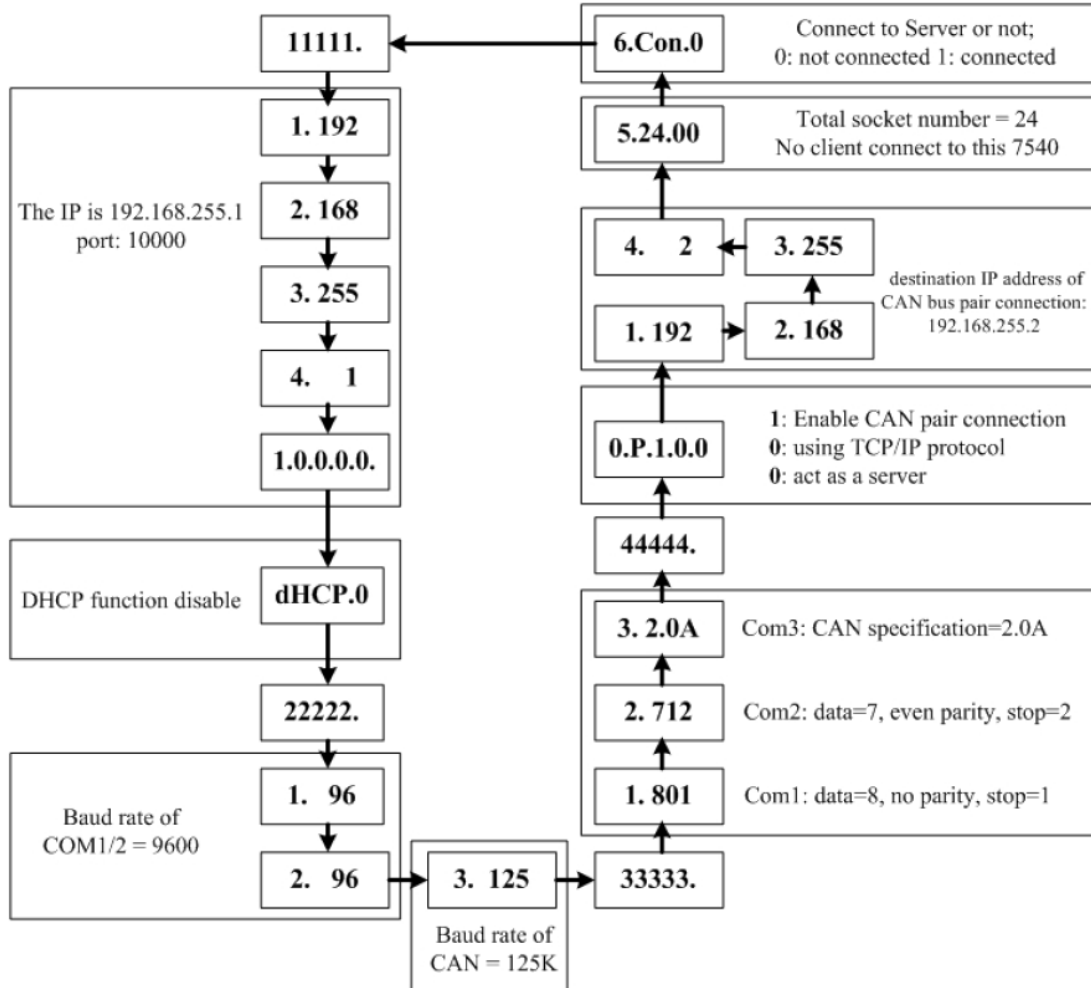 11111.
6.Con.0
Connect to Server or not;
0: not connected 1: connected
1. 192
5.24.00
Total socket number = 24
No client connect to this 7540
The IP is 192.168.255.1
port: 10000
2. 168
3. 255
4. 1
1.0.0.0.0.
4. 2
3. 255
1. 192
2. 168
destination IP address of
CAN bus pair connection:
192.168.255.2
0.P.1.0.0
1: Enable CAN pair connection
0: using TCP/IP protocol
0: act as a server
44444.
DHCP function disable
dHCP.0
3. 2.0A
Com3: CAN specification=2.0A
22222.
2. 712
Com2: data=7, even parity, stop=2
1. 801
Com1: data=8, no parity, stop=1
Baud rate of
COM1/2 = 9600
1. 96
2. 96
3. 125
33333.
Baud rate of
CAN = 125K